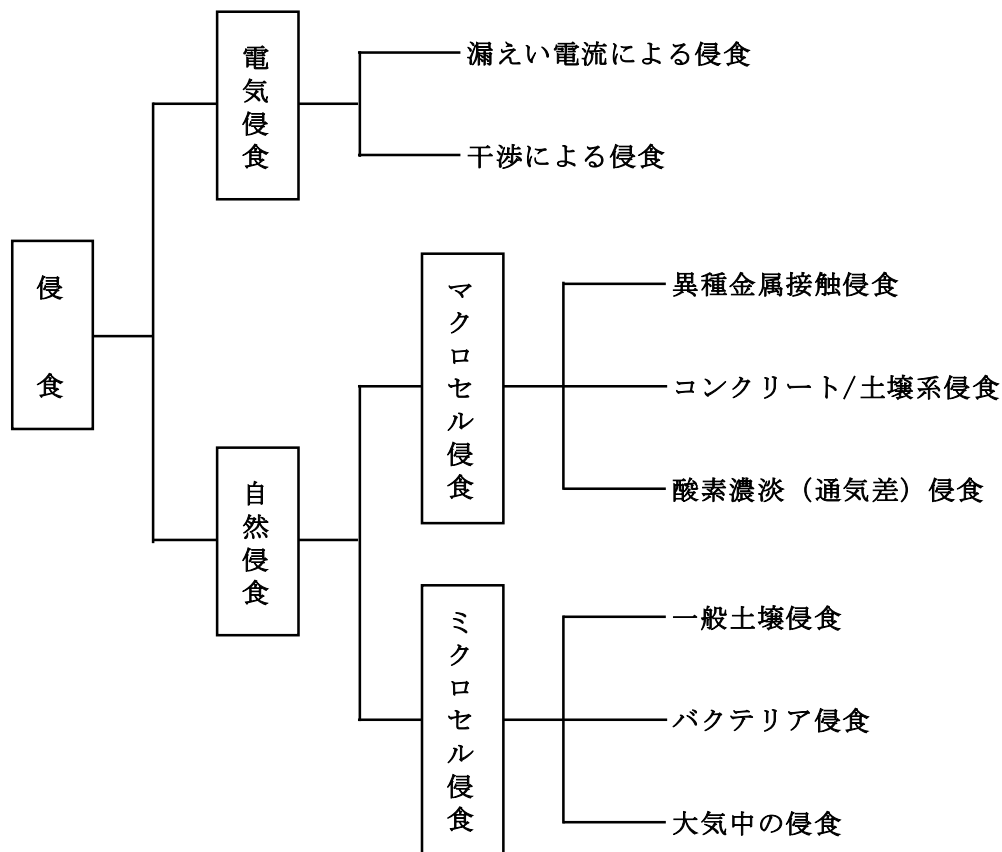 侵食
電気侵食
漏えい電流による侵食
干渉による侵食
自然侵食
マクロセル侵食
異種金属接触侵食
コンクリート/土壌系侵食
酸素濃淡（通気差）侵食
ミクロセル侵食
一般土壌侵食
バクテリア侵食
大気中の侵食